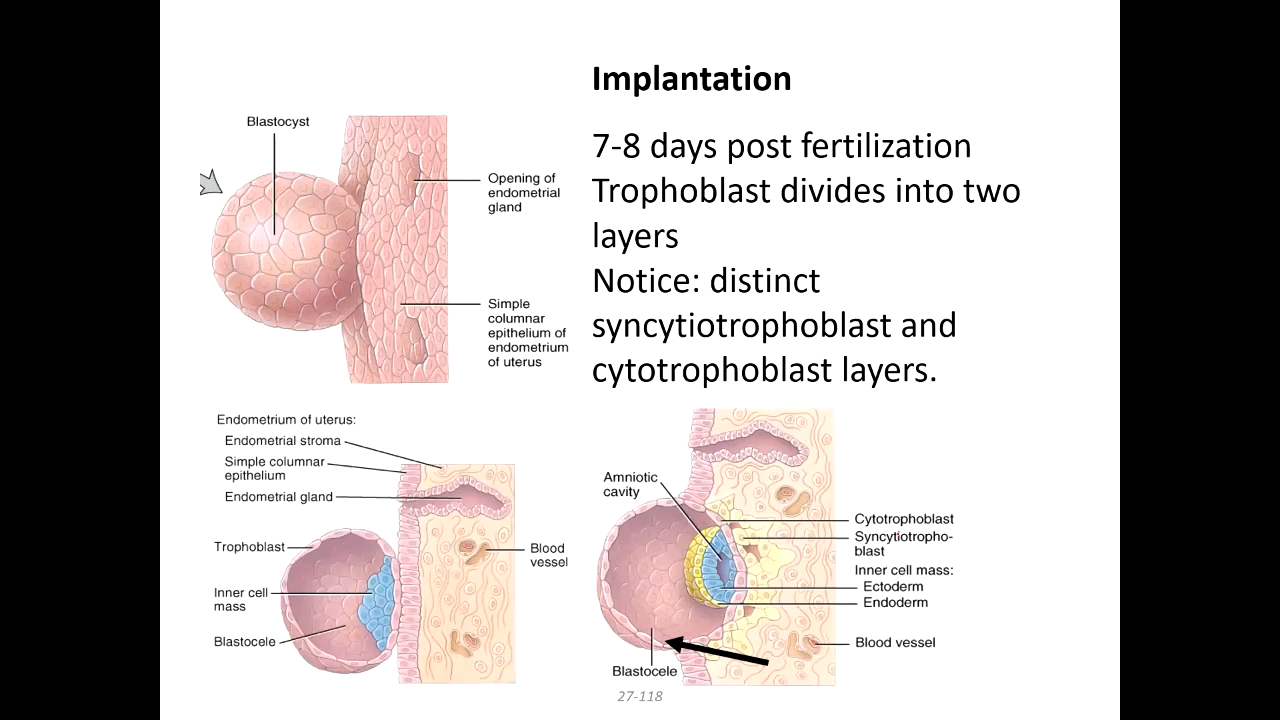 Implantation
7-8 days post fertilization
Trophoblast divides into two
layers
Notice: distinct
syncytiotrophoblast and
cytotrophoblast layers.
Blastocyst
Opening of
endometrial
gland
Simple
columnar
epithelium of
endometrium
of uterus
Endometrium of uterus:
Endometrial stroma
Simple columnar
epithelium
Endometrial gland
Trophoblast
Inner cell
mass
Blastocele
Blood
vessel
Amniotic
cavity
Cytotrophoblast
Syncytiotropho-
blast
Inner cell mass:
Ectoderm
Endoderm
Blood vessel
Blastocele
27-118